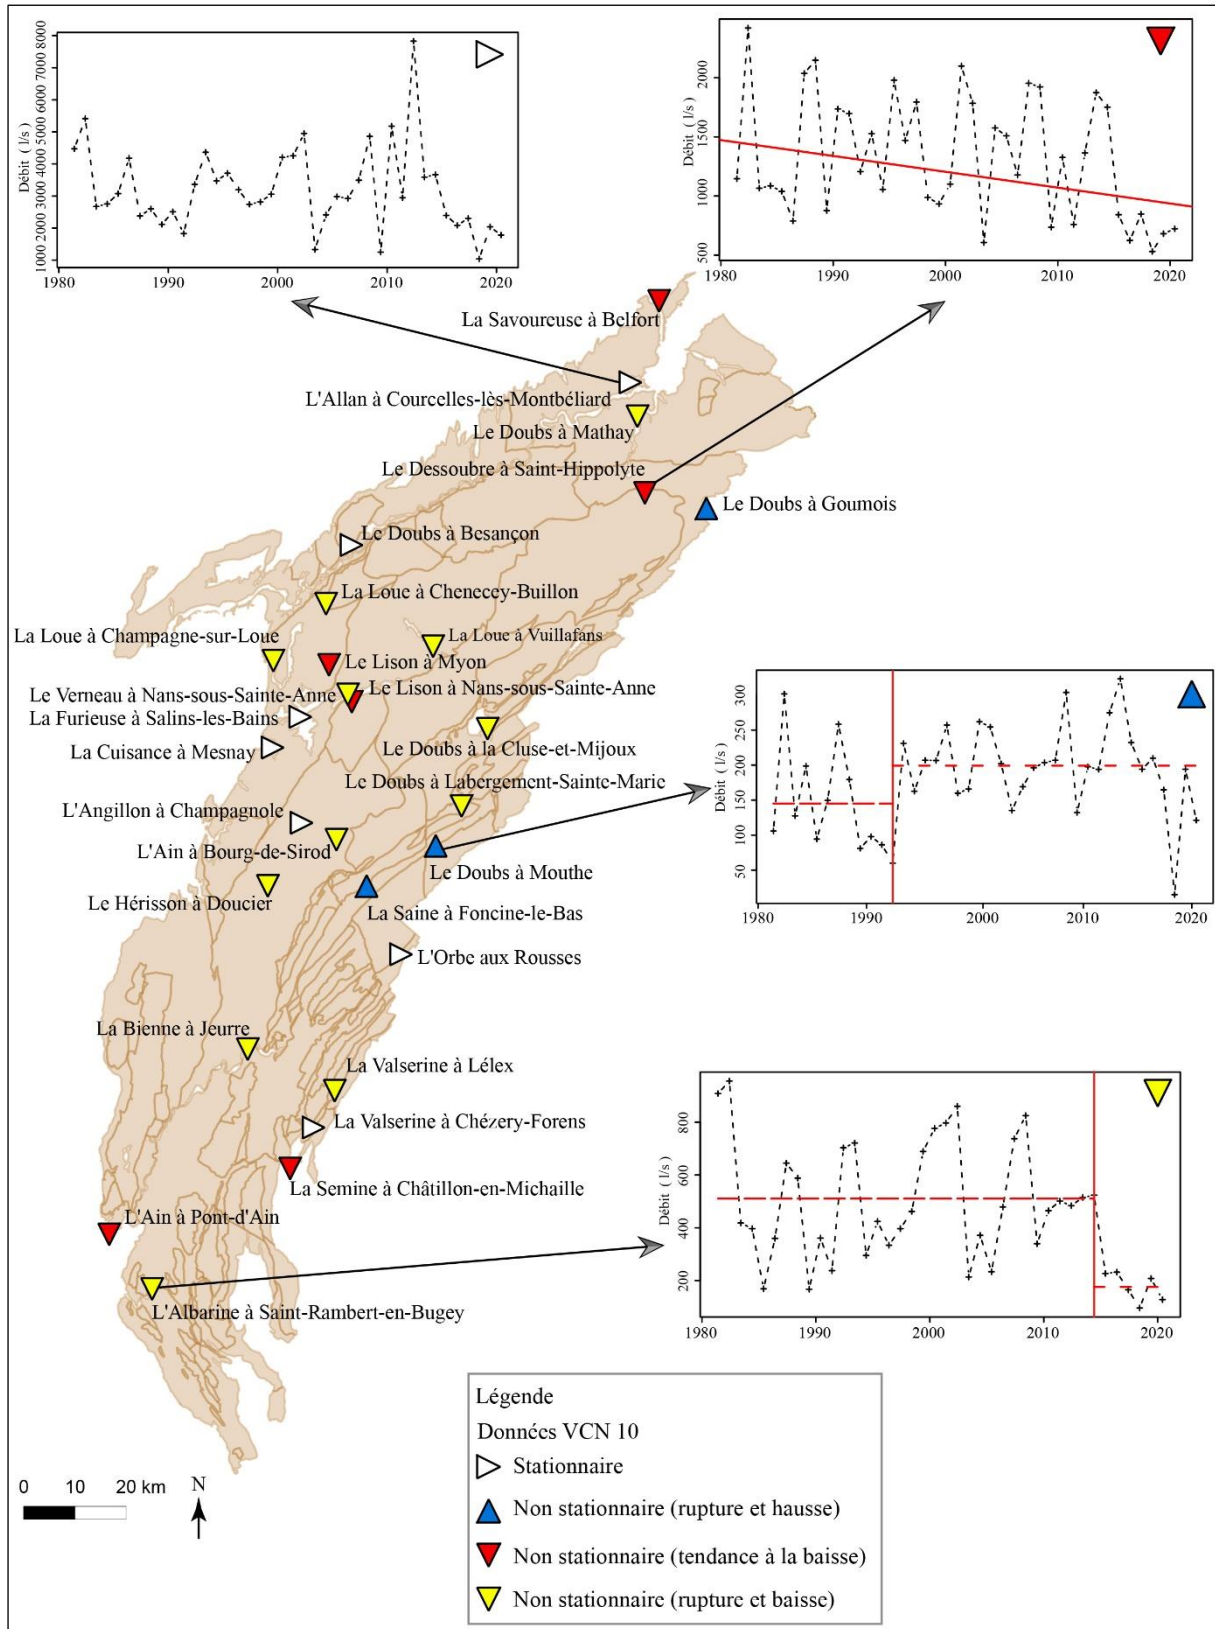 Débit ( l/s)
8000
7000
6000
5000
4000
3000
2000
1000
1980 1990 2000 2010 2020
Débit ( l/s)
2000
1500
1000
500
1980 1990 2000 2010 2020
La Savoureuse à Belfort
L'Allan à Courcelles-lès-Montbéliard
Le Doubs à Mathay
Le Dessoubre à Saint-Hippolyte
Le Doubs à Goumois
Le Doubs à Besançon
La Loue à Chenecey-Buillon
La Loue à Champagne-sur-Loue
La Loue à Vuillafans
Le Lison à Myon
Le Verneau à Nans-sous-Sainte-Anne
Le Lison à Nans-sous-Sainte-Anne
La Furieuse à Salins-les-Bains
La Cuisance à Mesnay
Le Doubs à la Cluse-et-Mijoux
Le Doubs à Labergement-Sainte-Marie
L'Angillon à Champagnole
L'Ain à Bourg-de-Sirod
Le Doubs à Mouthe
Le Hérisson à Doucier
La Saine à Foncine-le-Bas
L'Orbe aux Rousses
Débit ( l/s)
300
250
200
150
100
50
1980 1990 2000 2010 2020
La Bienne à Jeurre
La Valserine à Lélex
La Valserine à Chézery-Forens
La Semine à Châtillon-en-Michaille
L'Ain à Pont-d'Ain
L'Albarine à Saint-Rambert-en-Bugey
Débit ( l/s)
800
600
400
200
1980 1990 2000 2010 2020
Légende
Données VCN 10
Stationnaire
Non stationnaire (rupture et hausse)
Non stationnaire (tendance à la baisse)
Non stationnaire (rupture et baisse)
0 10 20 km
N